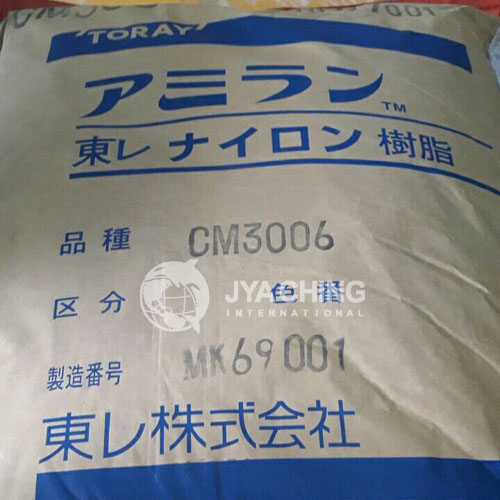 TORAY
アミラン™
東レ ナイロン 樹脂
品種 CM3006
区分 色番
JYACHING
INTERNATIONAL
製造番号 MK69001
東レ株式会社